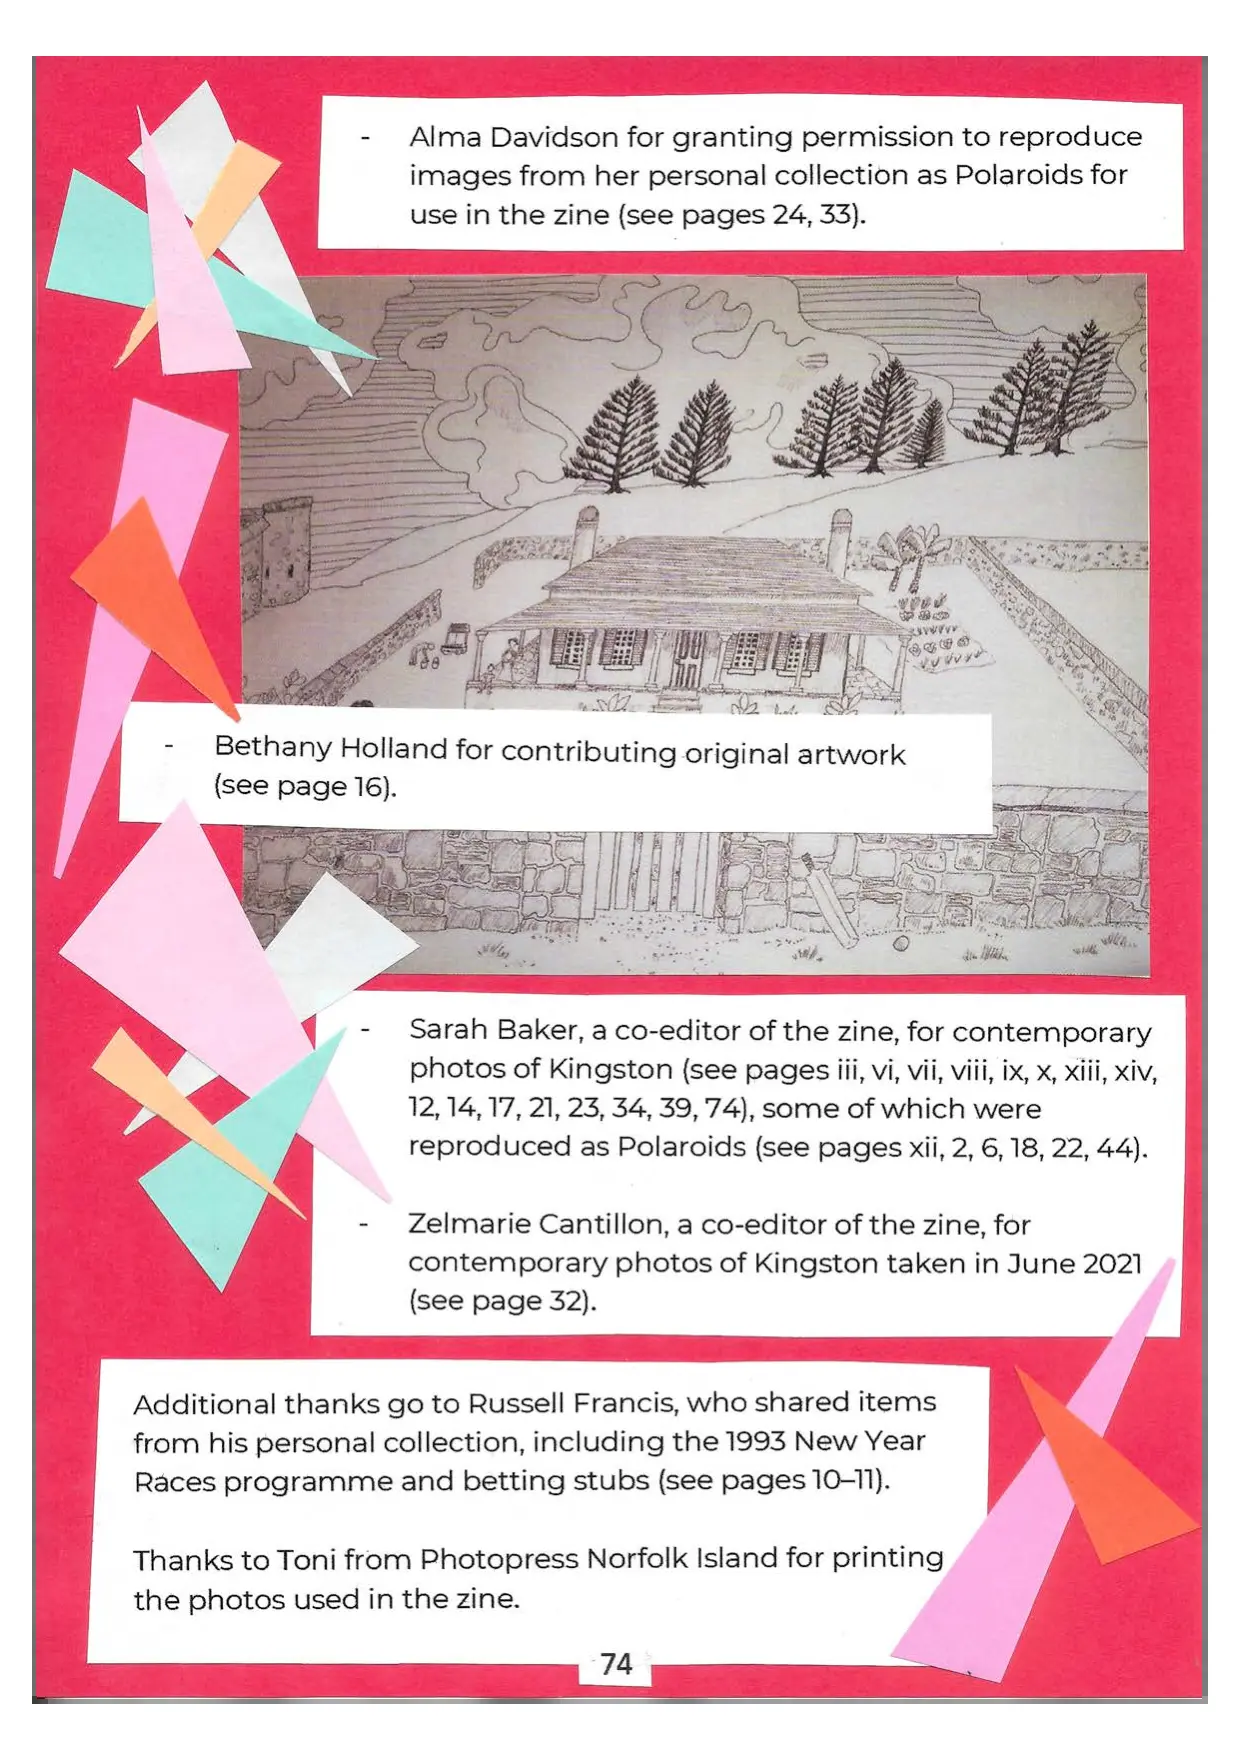 - Alma Davidson for granting permission to reproduce
images from her personal collection as Polaroids for
use in the zine (see pages 24, 33).
- Bethany Holland for contributing original artwork
(see page 16).
- Sarah Baker, a co-editor of the zine, for contemporary
photos of Kingston (see pages iii, vi, vii, viii, ix, x, xiii, xiv,
12, 14, 17, 21, 23, 34, 39, 74), some of which were
reproduced as Polaroids (see pages xii, 2, 6, 18, 22, 44).
- Zelmarie Cantillon, a co-editor of the zine, for
contemporary photos of Kingston taken in June 2021
(see page 32).
Additional thanks go to Russell Francis, who shared items
from his personal collection, including the 1993 New Year
Races programme and betting stubs (see pages 10–11).
Thanks to Toni from Photopress Norfolk Island for printing
the photos used in the zine.
74